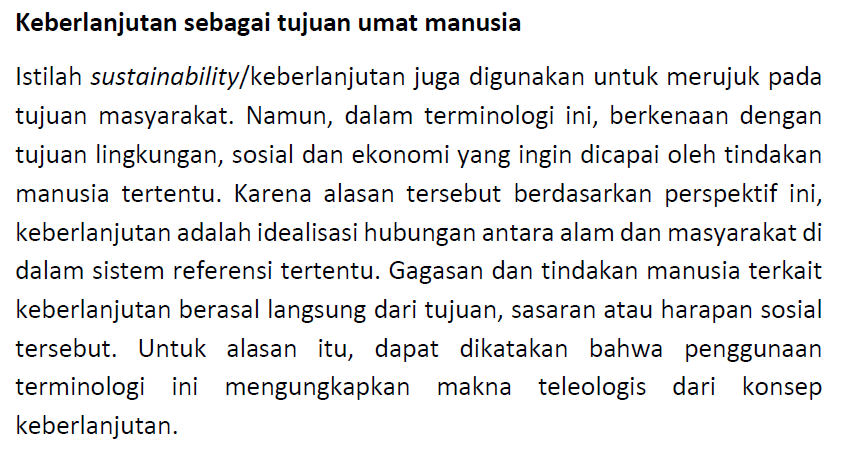 Keberlanjutan sebagai tujuan umat manusia
Istilah sustainability/keberlanjutan juga digunakan untuk merujuk pada
tujuan masyarakat. Namun, dalam terminologi ini, berkenaan dengan
tujuan lingkungan, sosial dan ekonomi yang ingin dicapai oleh tindakan
manusia tertentu. Karena alasan tersebut berdasarkan perspektif ini,
keberlanjutan adalah idealisasi hubungan antara alam dan masyarakat di
dalam sistem referensi tertentu. Gagasan dan tindakan manusia terkait
keberlanjutan berasal langsung dari tujuan, sasaran atau harapan sosial
tersebut. Untuk alasan itu, dapat dikatakan bahwa penggunaan
terminologi ini mengungkapkan makna teleologis dari konsep
keberlanjutan.